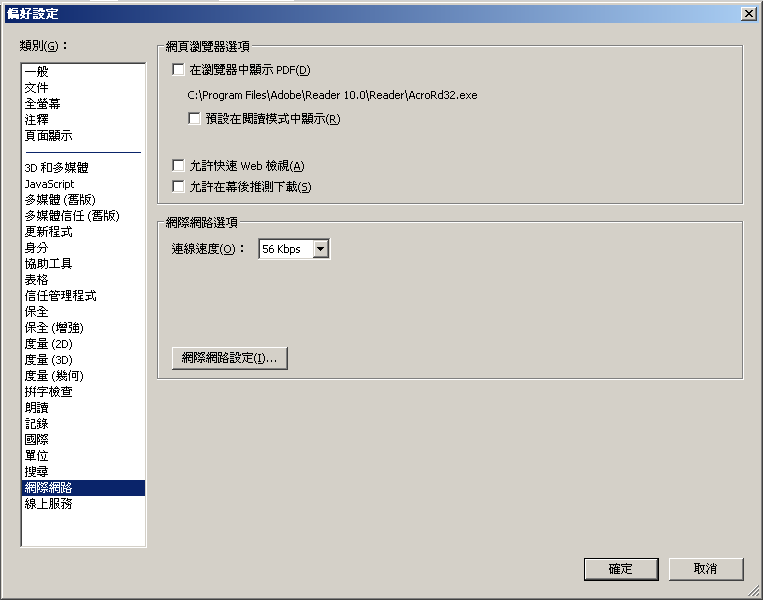 偏好設定
類別(G)：
一般
文件
全螢幕
注釋
頁面顯示
3D 和多媒體
JavaScript
多媒體 (舊版)
多媒體信任 (舊版)
更新程式
身分
協助工具
表格
信任管理程式
保全
保全 (增強)
度量 (2D)
度量 (3D)
度量 (幾何)
拼字檢查
朗讀
記錄
國際
單位
搜尋
網際網路
線上服務
網頁瀏覽器選項
在瀏覽器中顯示 PDF(D)
C:\Program Files\Adobe\Reader 10.0\Reader\AcroRd32.exe
預設在閱讀模式中顯示(R)
允許快速 Web 檢視(A)
允許在幕後推測下載(S)
網際網路選項
連線速度(O)： 56 Kbps
網際網路設定(I)...
確定
取消